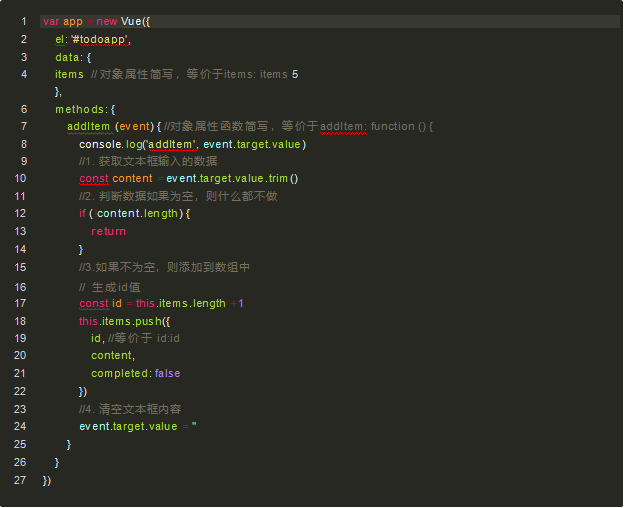 1 var app = new Vue({
2 el: '#todoapp',
3 data: {
4 items //对象属性简写，等价于items: items 5
},
6 methods: {
7 addItem (event) { //对象属性函数简写，等价于addItem: function () {
8 console.log('addItem', event.target.value)
9 //1. 获取文本框输入的数据
10 const content = event.target.value.trim()
11 //2. 判断数据如果为空，则什么都不做
12 if ( content.length) {
13 return
14 }
15 //3.如果不为空，则添加到数组中
16 // 生成id值
17 const id = this.items.length +1
18 this.items.push({
19 id, //等价于 id:id
20 content,
21 completed: false
22 })
23 //4. 清空文本框内容
24 event.target.value = ''
25 }
26 }
27 })